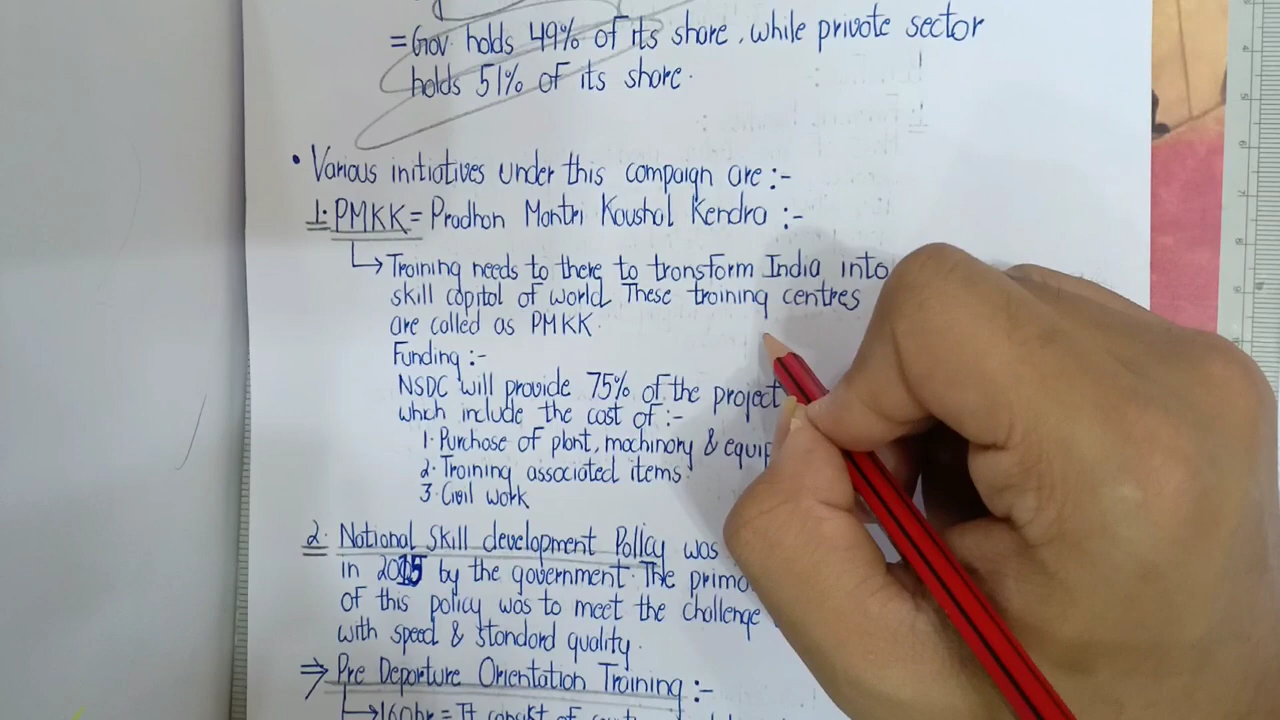 = Gov. holds 49% of its share, while private sector
holds 51% of its share.
• Various initiatives under this campaign are :-
1. PMKK = Pradhan Mantri Kaushal Kendra :-
Training needs to there to transform India into
skill capital of world. These training centres
are called as PMKK.
Funding :-
NSDC will provide 75% of the project
which include the cost of :-
1. Purchase of plant, machinary &
2. Training associated items.
3. Civil work
2. National Skill development Policy was
in 2015 by the government. The
of this policy was to meet the challenge
with speed & standard quality.
⇒ Pre Departure Orientation Training :-
160hr = It consist of